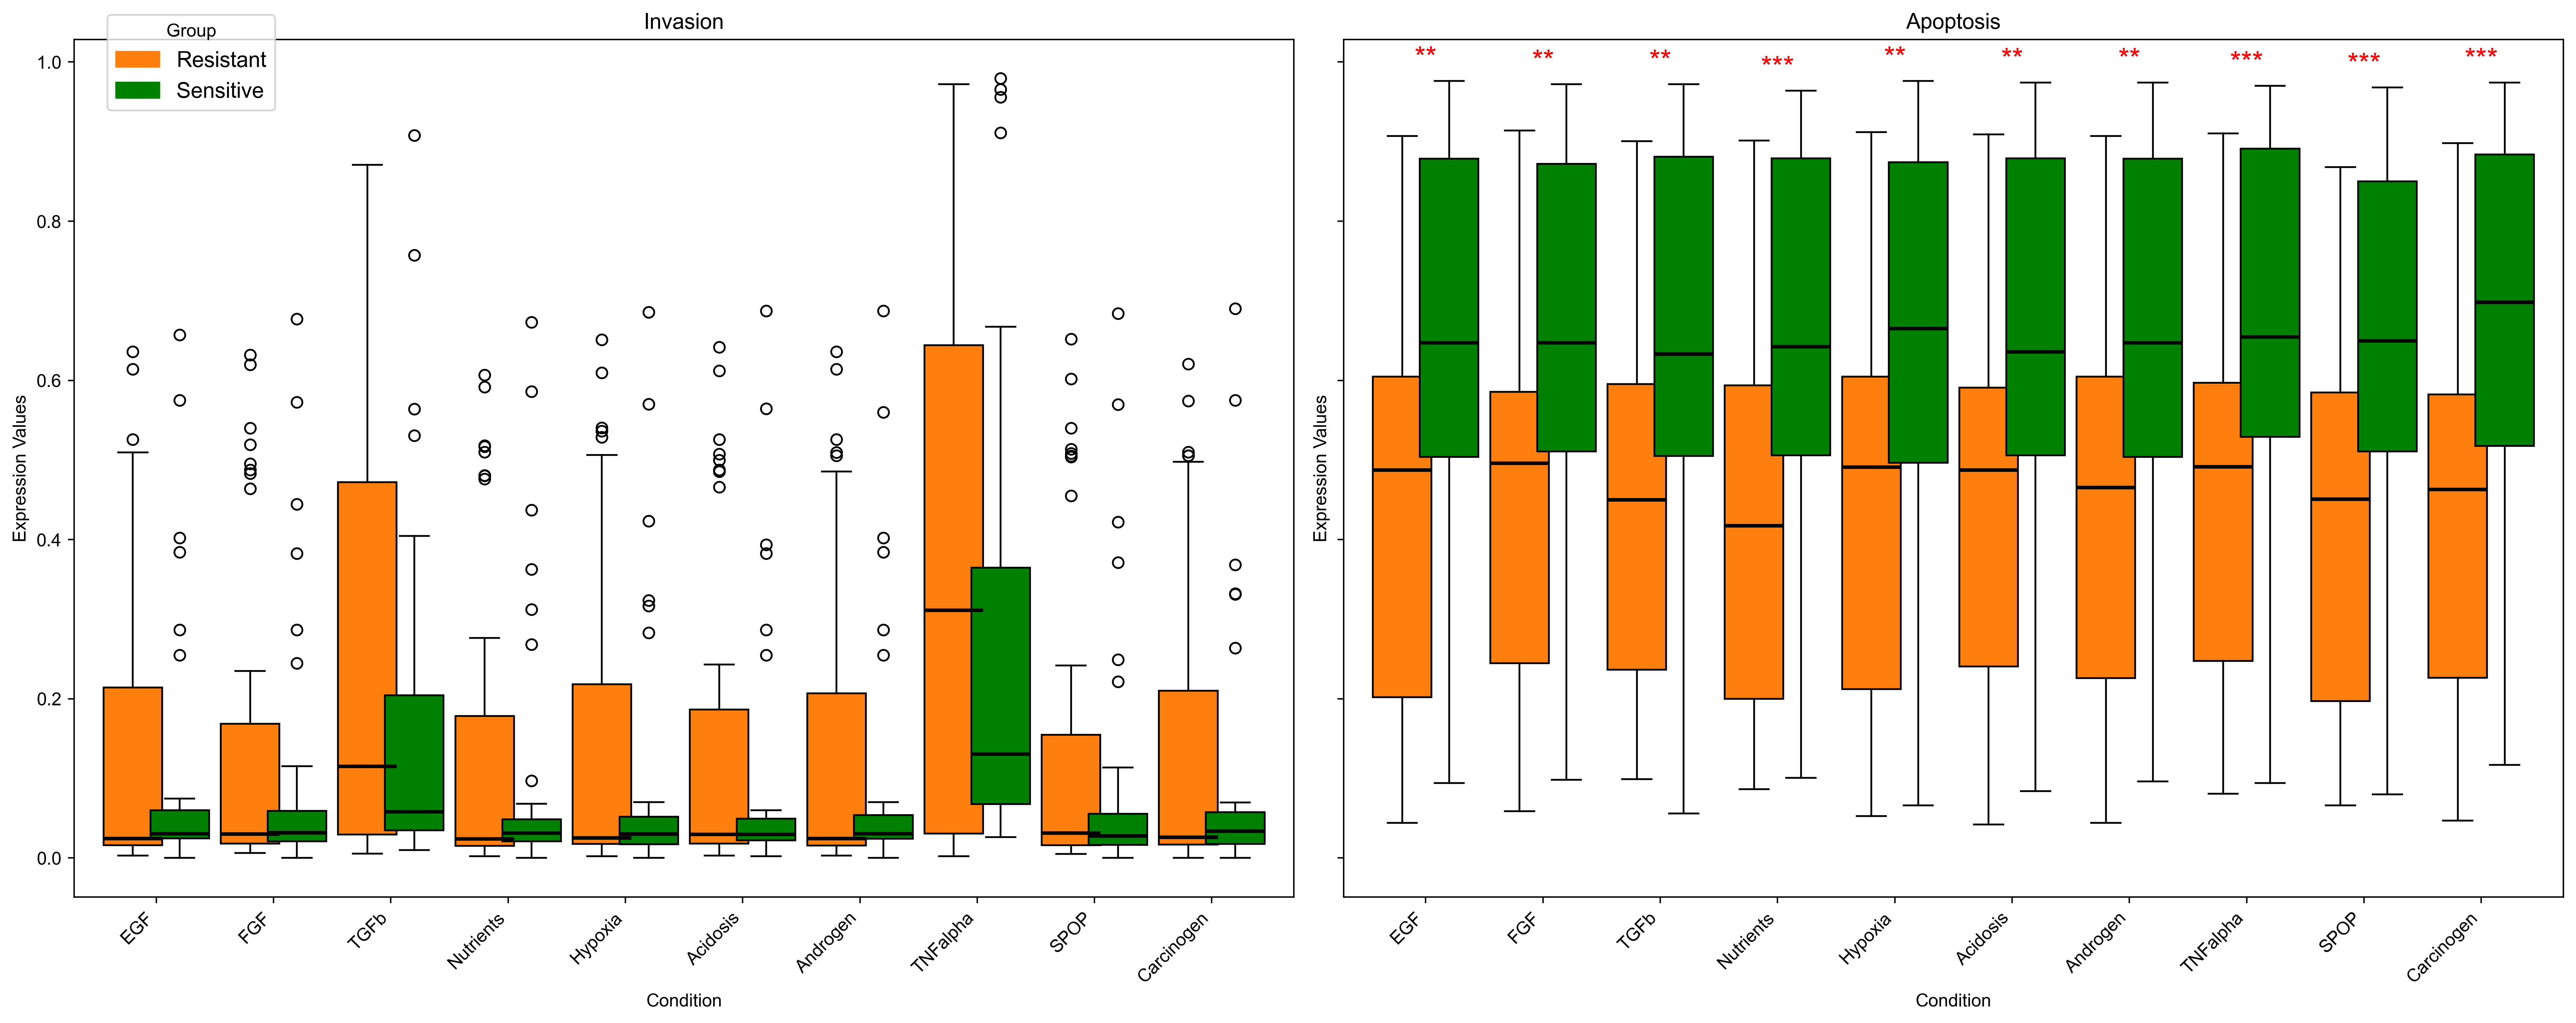 Invasion
Group
Resistant
Sensitive
1.0
0.8
0.6
0.4
0.2
0.0
Expression Values
EGF
FGF
TGFb
Nutrients
Hypoxia
Acidosis
Androgen
TNFalpha
SPOP
Carcinogen
Condition
Apoptosis
** ** ** *** ** ** ** *** *** ***
Expression Values
EGF
FGF
TGFb
Nutrients
Hypoxia
Acidosis
Androgen
TNFalpha
SPOP
Carcinogen
Condition